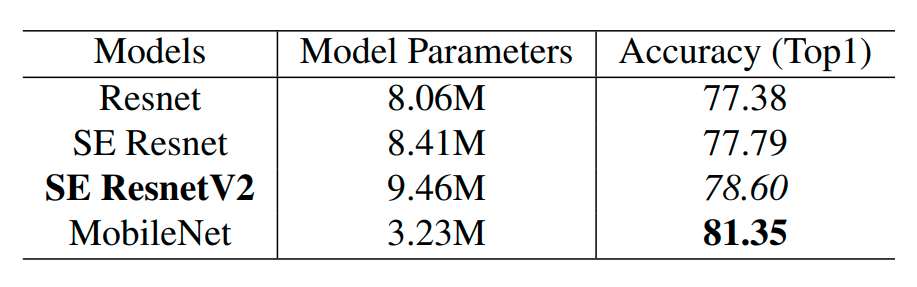 Models Model Parameters Accuracy (Top1)
Resnet 8.06M 77.38
SE Resnet 8.41M 77.79
SE ResnetV2 9.46M 78.60
MobileNet 3.23M 81.35